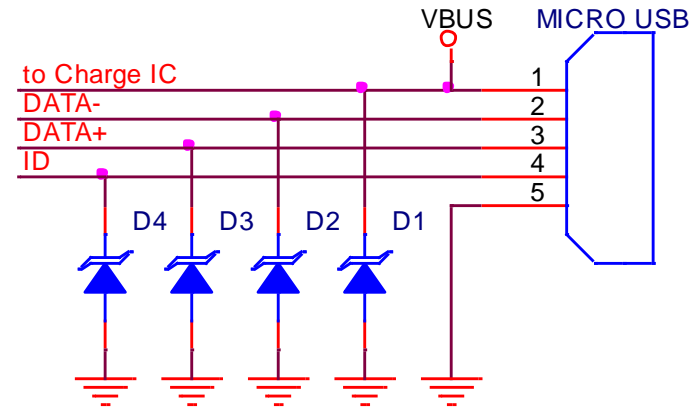 VBUS MICRO USB
to Charge IC 1
DATA- 2
DATA+ 3
ID 4
5
D4 D3 D2 D1